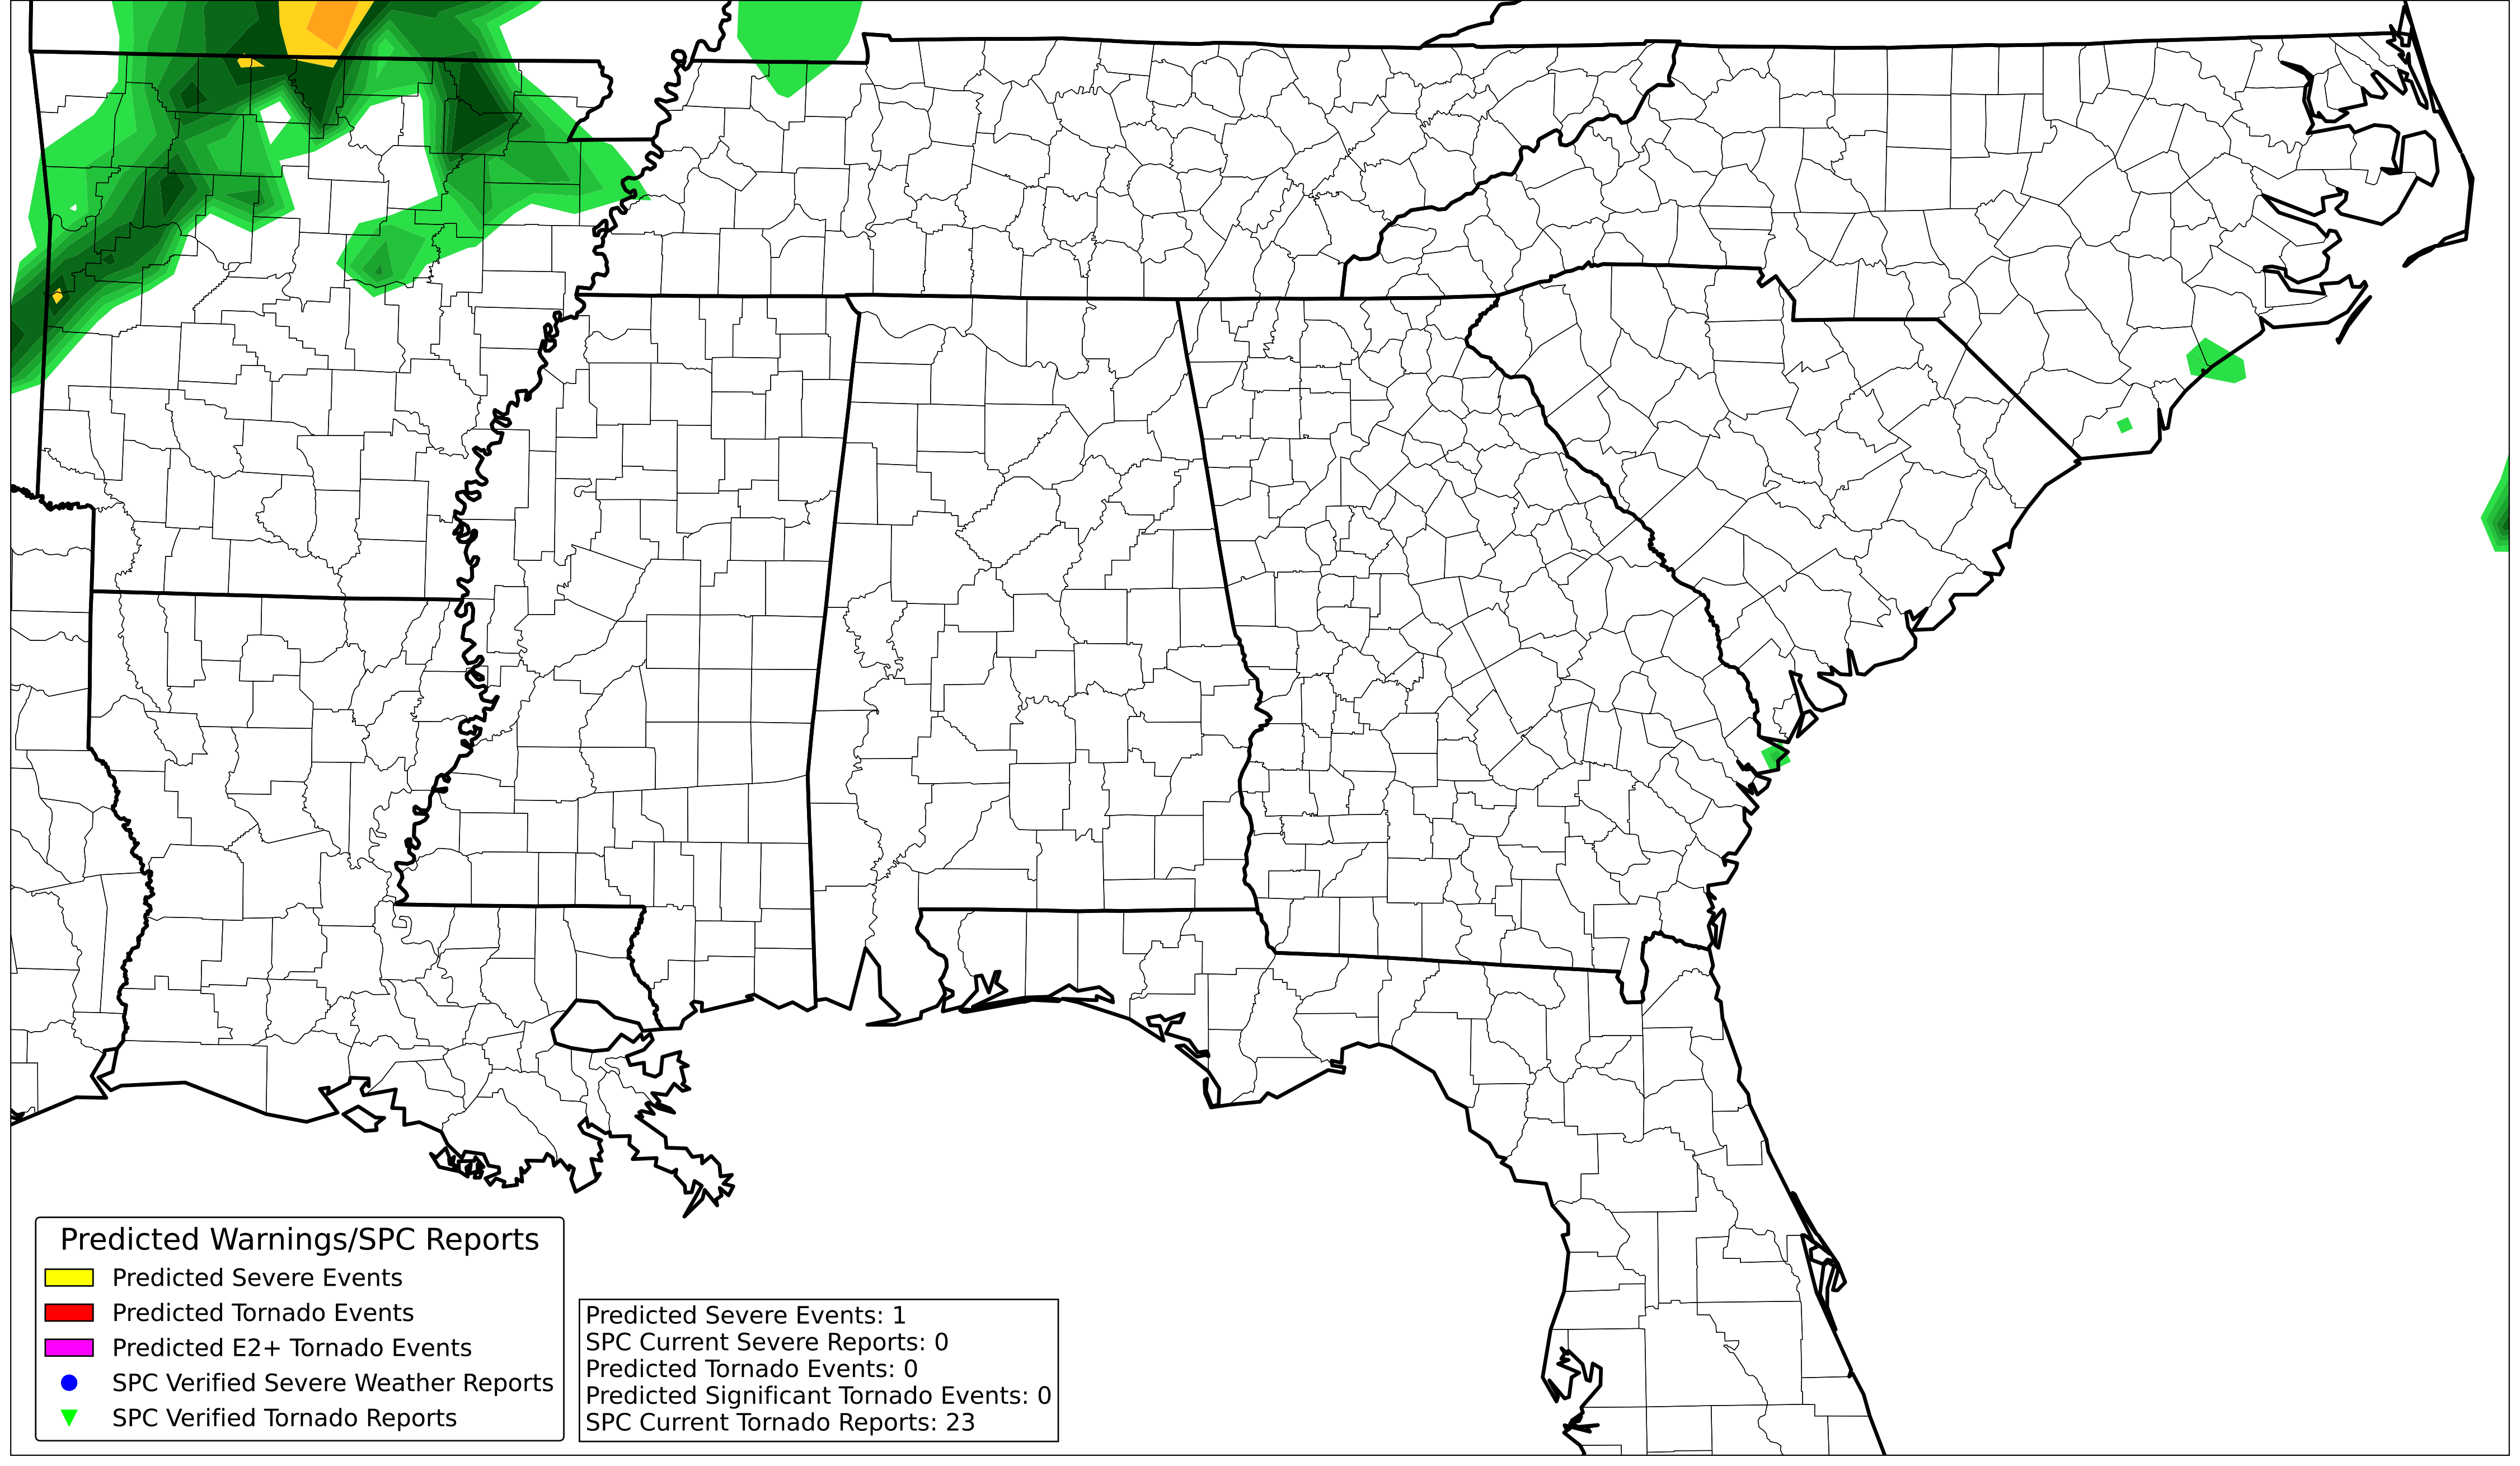 Predicted Warnings/SPC Reports
Predicted Severe Events
Predicted Tornado Events
Predicted E2+ Tornado Events
SPC Verified Severe Weather Reports
SPC Verified Tornado Reports
Predicted Severe Events: 1
SPC Current Severe Reports: 0
Predicted Tornado Events: 0
Predicted Significant Tornado Events: 0
SPC Current Tornado Reports: 23